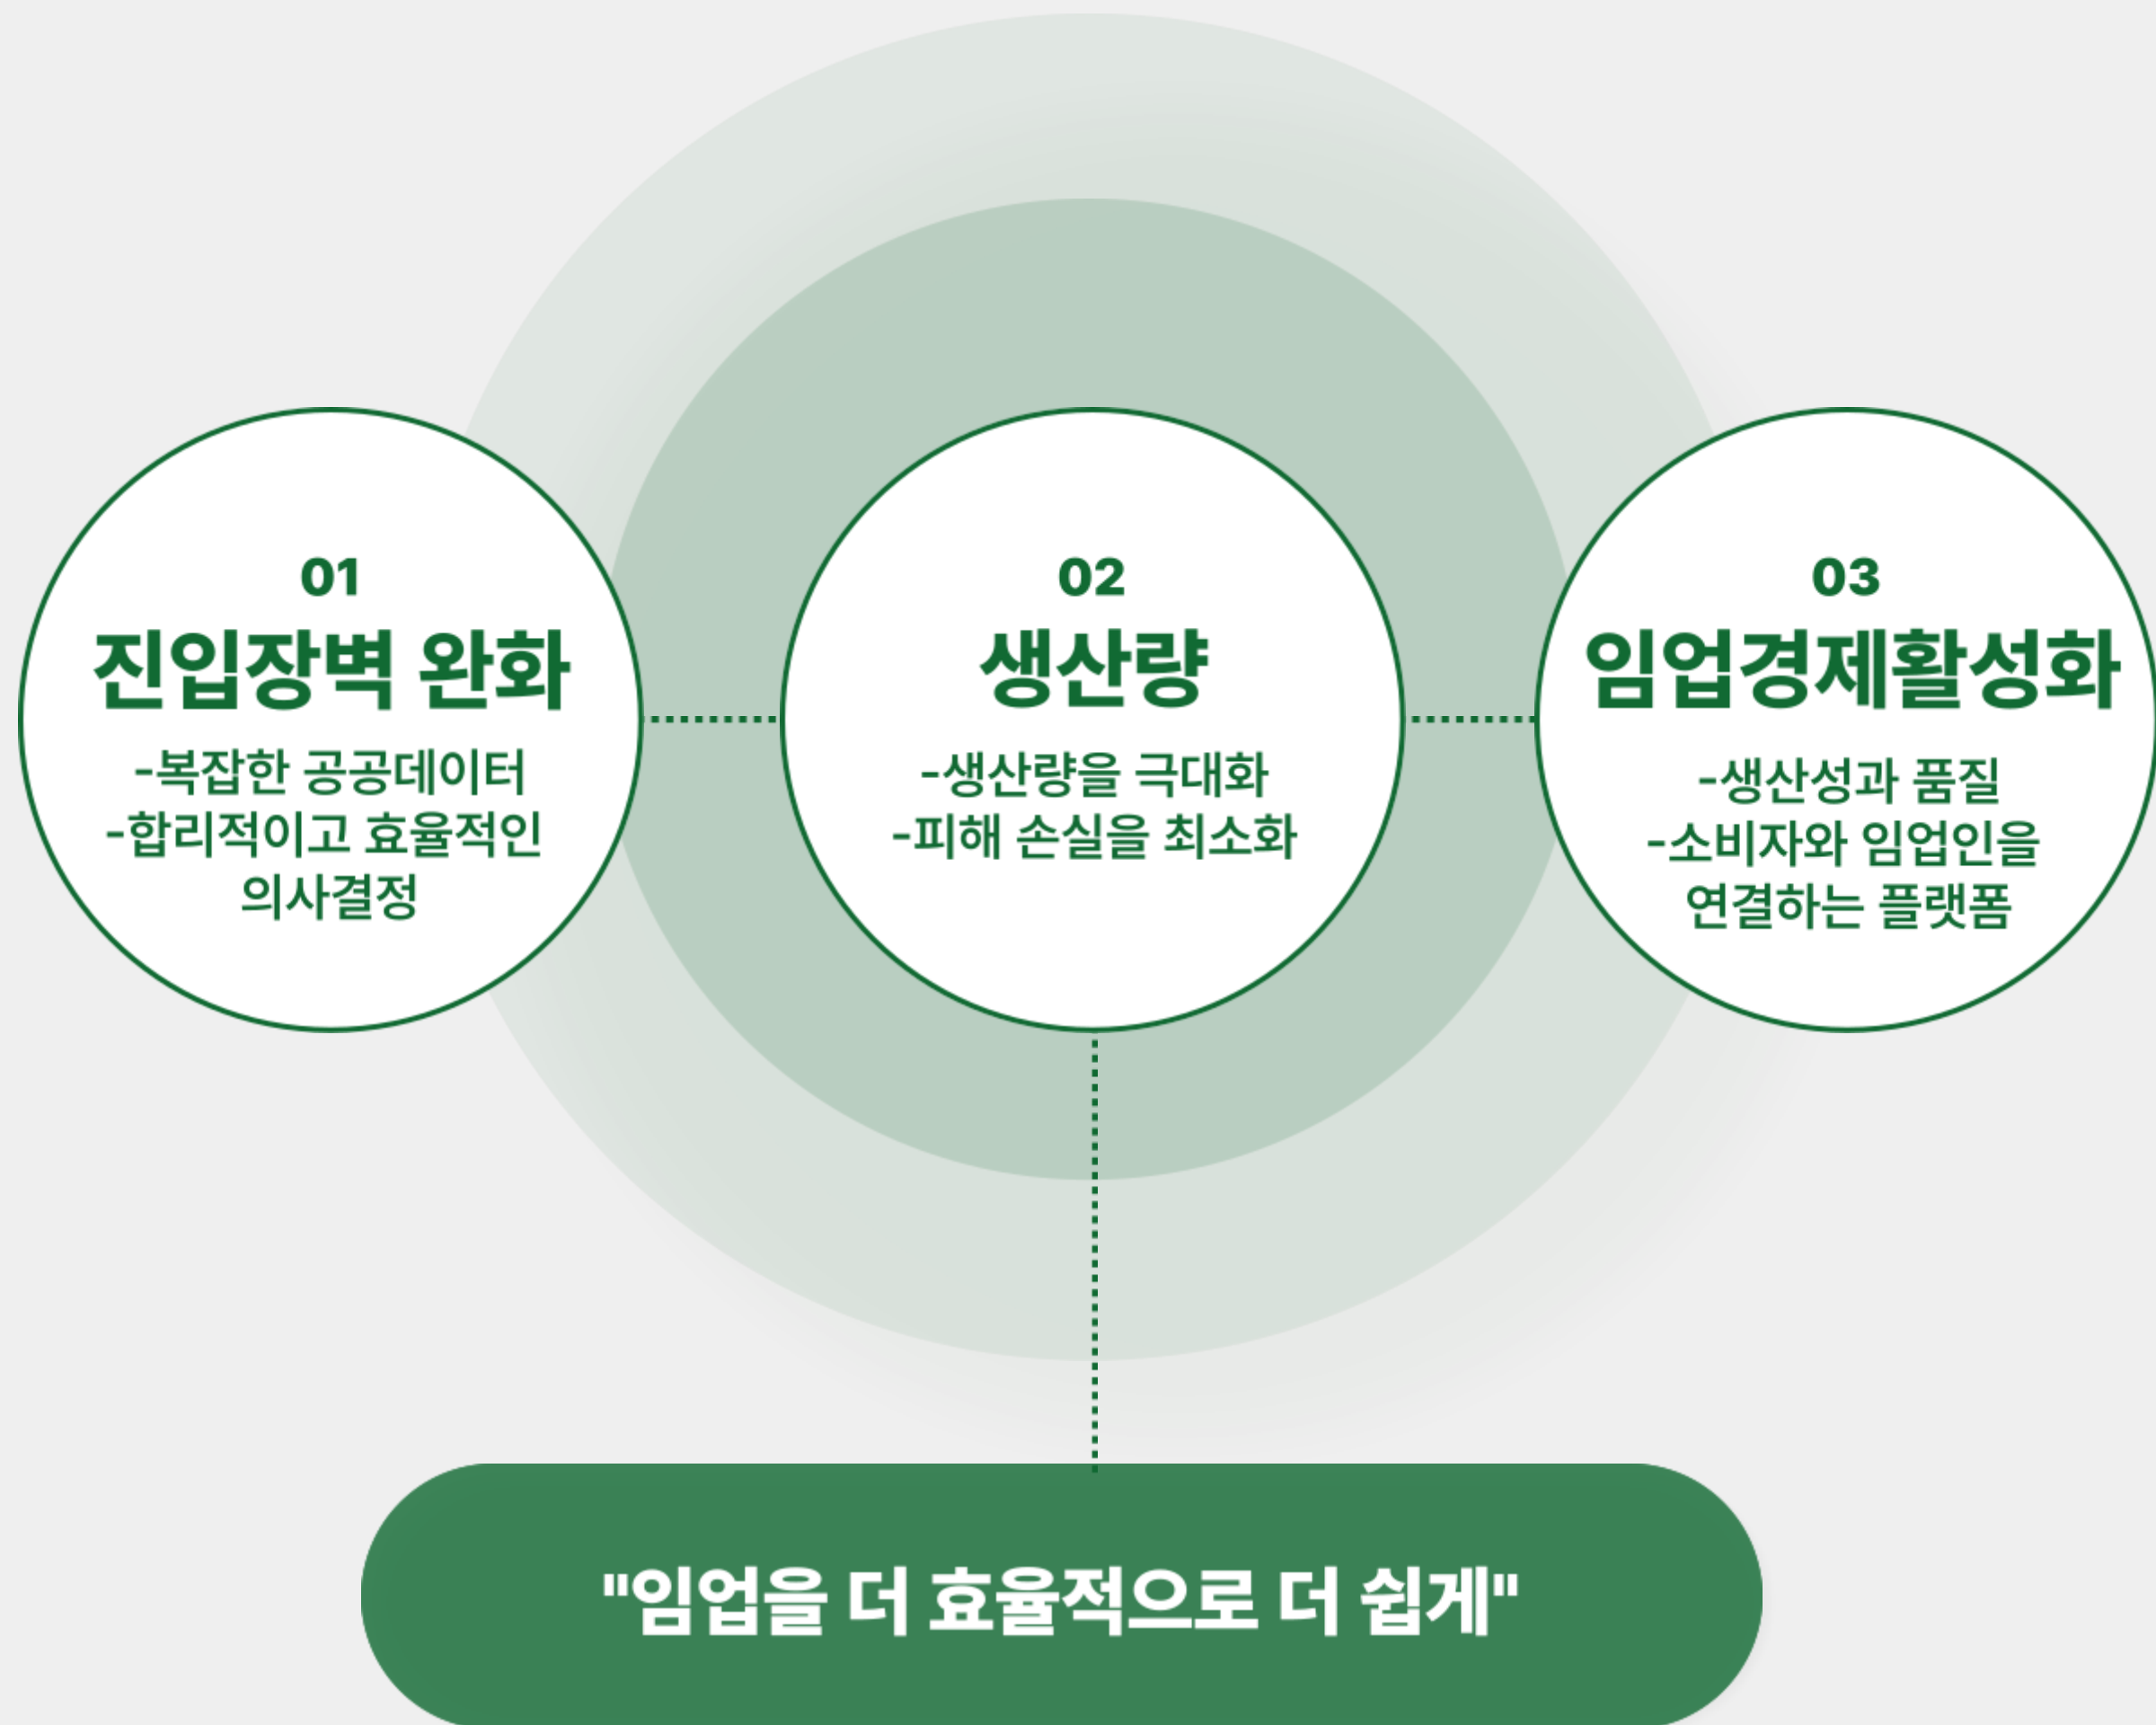 01
진입장벽 완화
-복잡한 공공데이터
-합리적이고 효율적인
의사결정
02
생산량
-생산량을 극대화
-피해 손실을 최소화
03
임업경제활성화
-생산성과 품질
-소비자와 임업인을
연결하는 플랫폼
"임업을 더 효율적으로 더 쉽게"